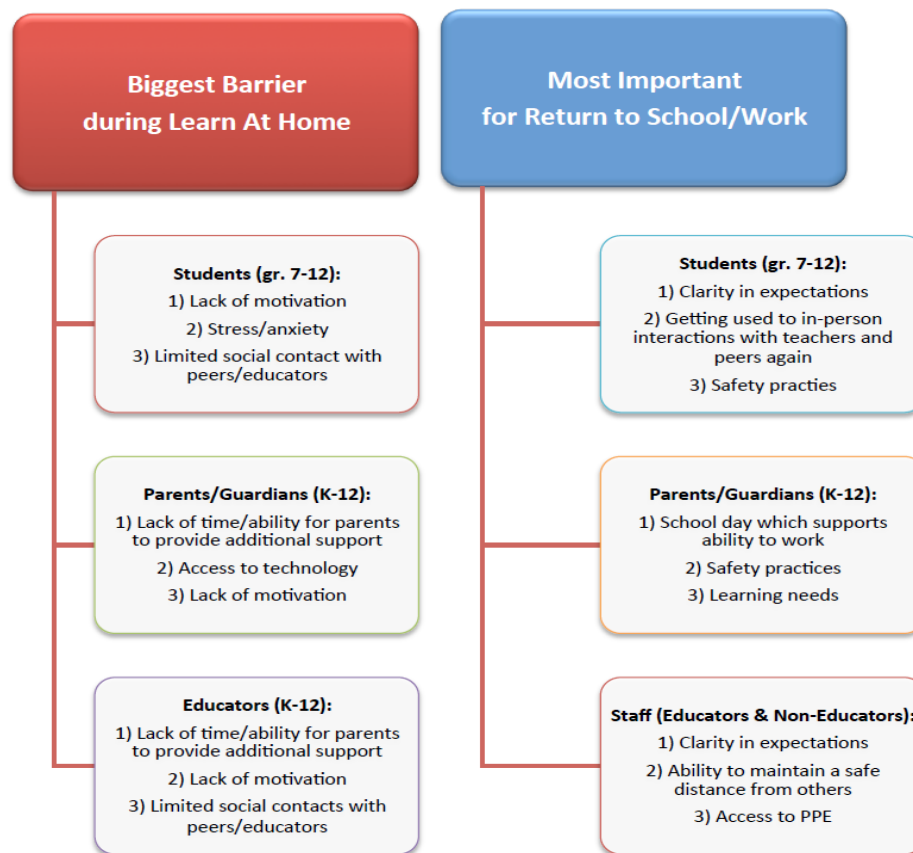 Biggest Barrier
during Learn At Home
Students (gr. 7-12):
1) Lack of motivation
2) Stress/anxiety
3) Limited social contact with
peers/educators
Parents/Guardians (K-12):
1) Lack of time/ability for parents
to provide additional support
2) Access to technology
3) Lack of motivation
Educators (K-12):
1) Lack of time/ability for parents
to provide additional support
2) Lack of motivation
3) Limited social contacts with
peers/educators
Most Important
for Return to School/Work
Students (gr. 7-12):
1) Clarity in expectations
2) Getting used to in-person
interactions with teachers and
peers again
3) Safety practies
Parents/Guardians (K-12):
1) School day which supports
ability to work
2) Safety practices
3) Learning needs
Staff (Educators & Non-Educators):
1) Clarity in expectations
2) Ability to maintain a safe
distance from others
3) Access to PPE